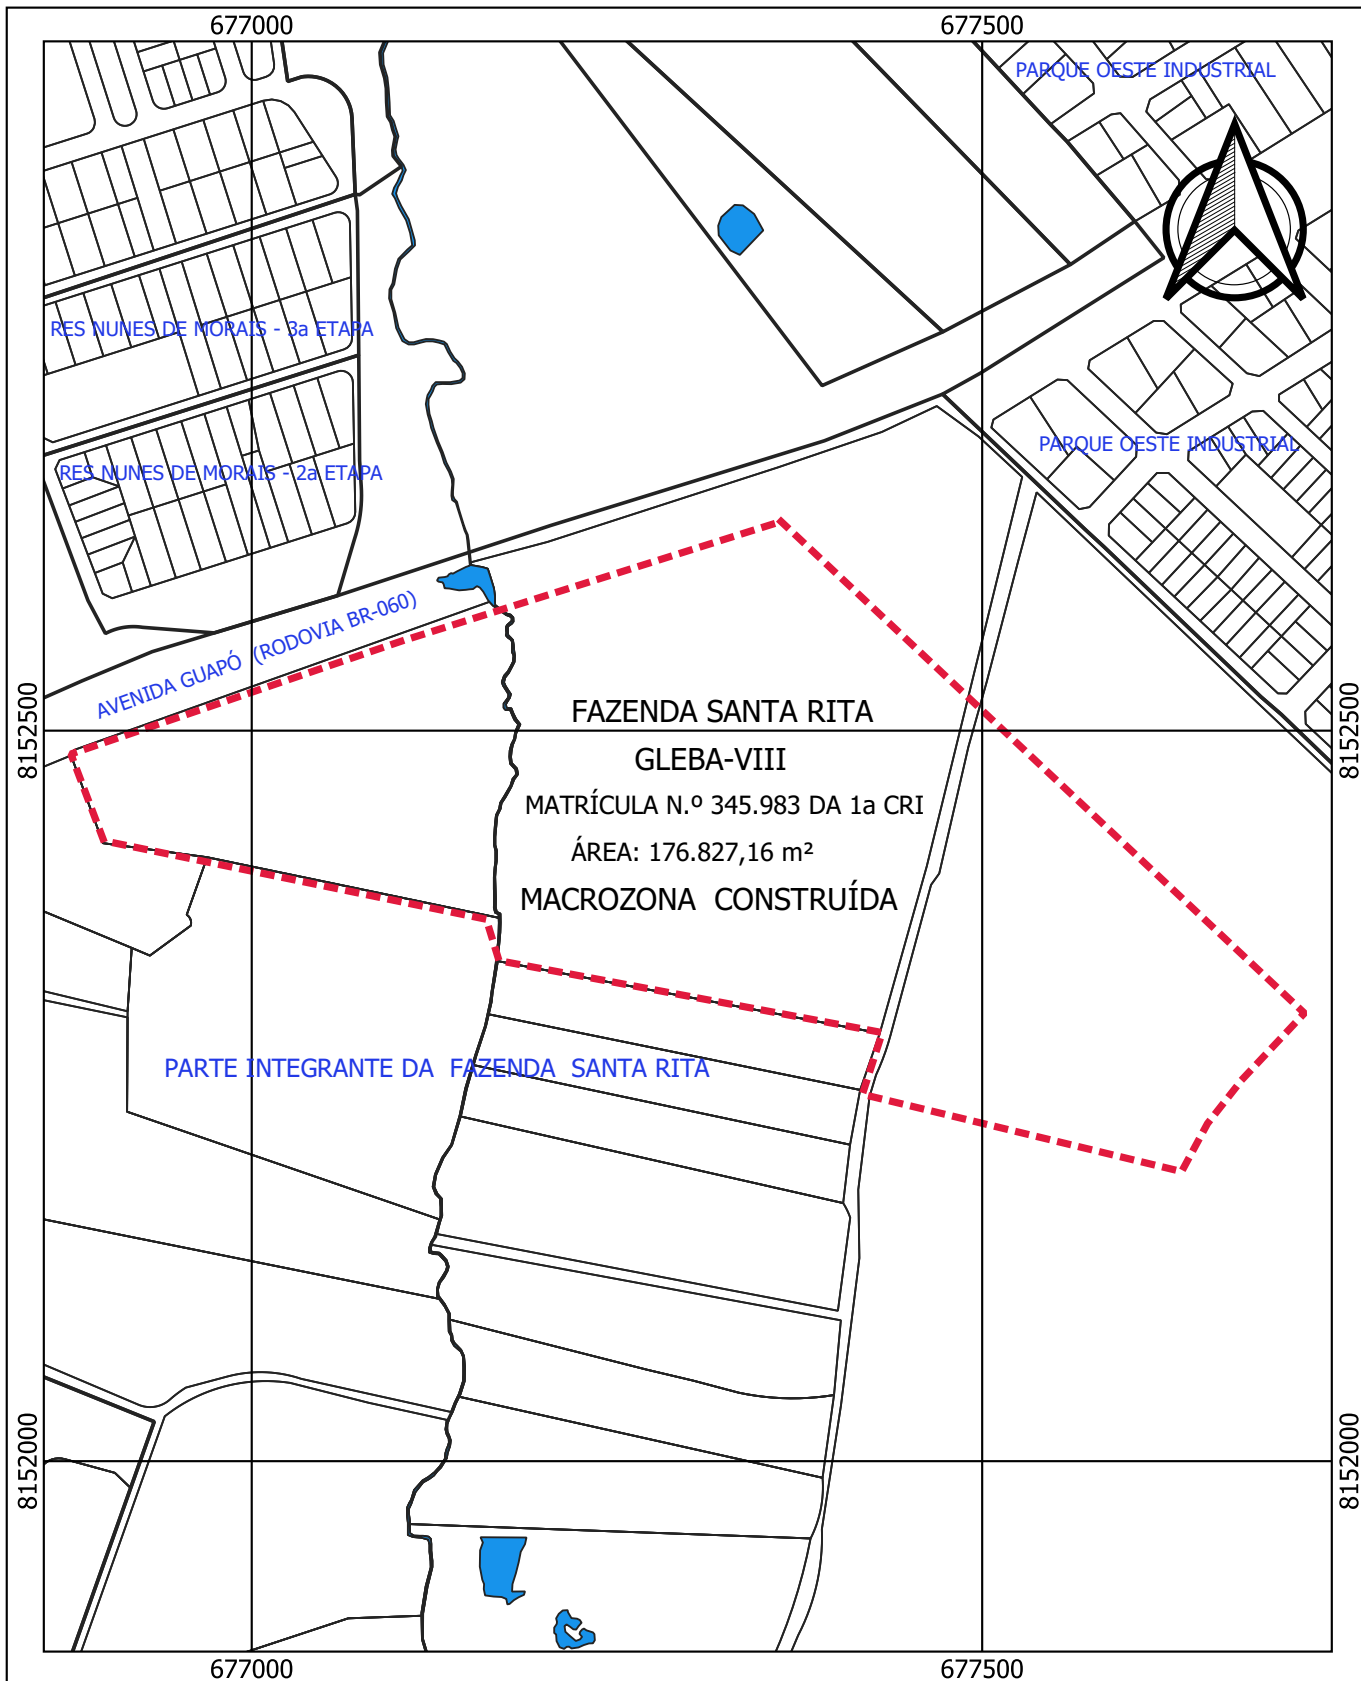 677000
677500
PARQUE OESTE INDUSTRIAL
RES NUNES DE MORAIS - 3a ETAPA
PARQUE OESTE INDUSTRIAL
RES NUNES DE MORAIS - 2a ETAPA
AVENIDA GUAPÓ (RODOVIA BR-060)
8152500
8152500
FAZENDA SANTA RITA
GLEBA-VIII
MATRÍCULA N.º 345.983 DA 1a CRI
ÁREA: 176.827,16 m²
MACROZONA CONSTRUÍDA
PARTE INTEGRANTE DA FAZENDA SANTA RITA
8152000
8152000
677000
677500